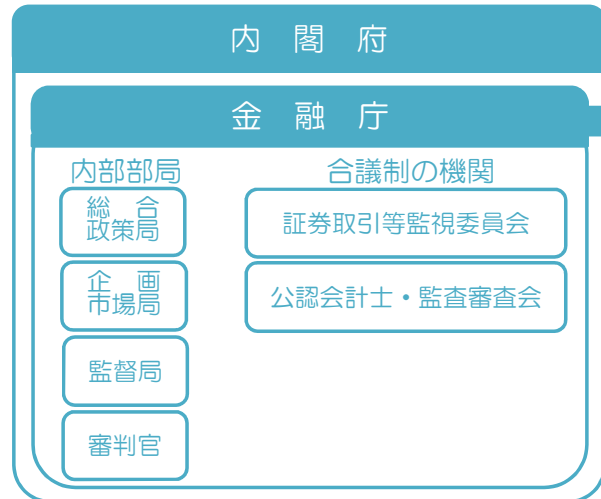 内閣府
金融庁
内部部局
総合
政策局
企画
市場局
監督局
審判官
合議制の機関
証券取引等監視委員会
公認会計士・監査審査会